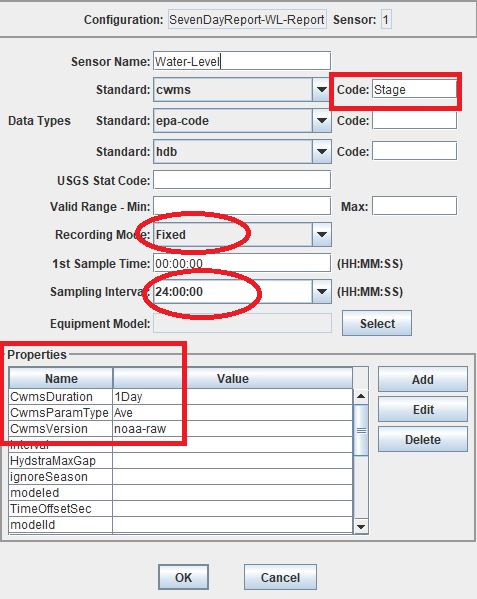 Configuration: SevenDayReport-WL-Report Sensor: 1
Sensor Name: Water-Level
Standard: cwms Code: Stage
Data Types Standard: epa-code Code:
Standard: hdb Code:
USGS Stat Code:
Valid Range - Min: Max:
Recording Mode: Fixed
1st Sample Time: 00:00:00 (HH:MM:SS)
Sampling Interval: 24:00:00 (HH:MM:SS)
Equipment Model: Select
Properties
Name Value Add
CwmsDuration 1Day
CwmsParamType Ave Edit
CwmsVersion noaa-raw
interval Delete
HydstraMaxGap
ignoreSeason
modeled
TimeOffsetSec
modelId
OK Cancel